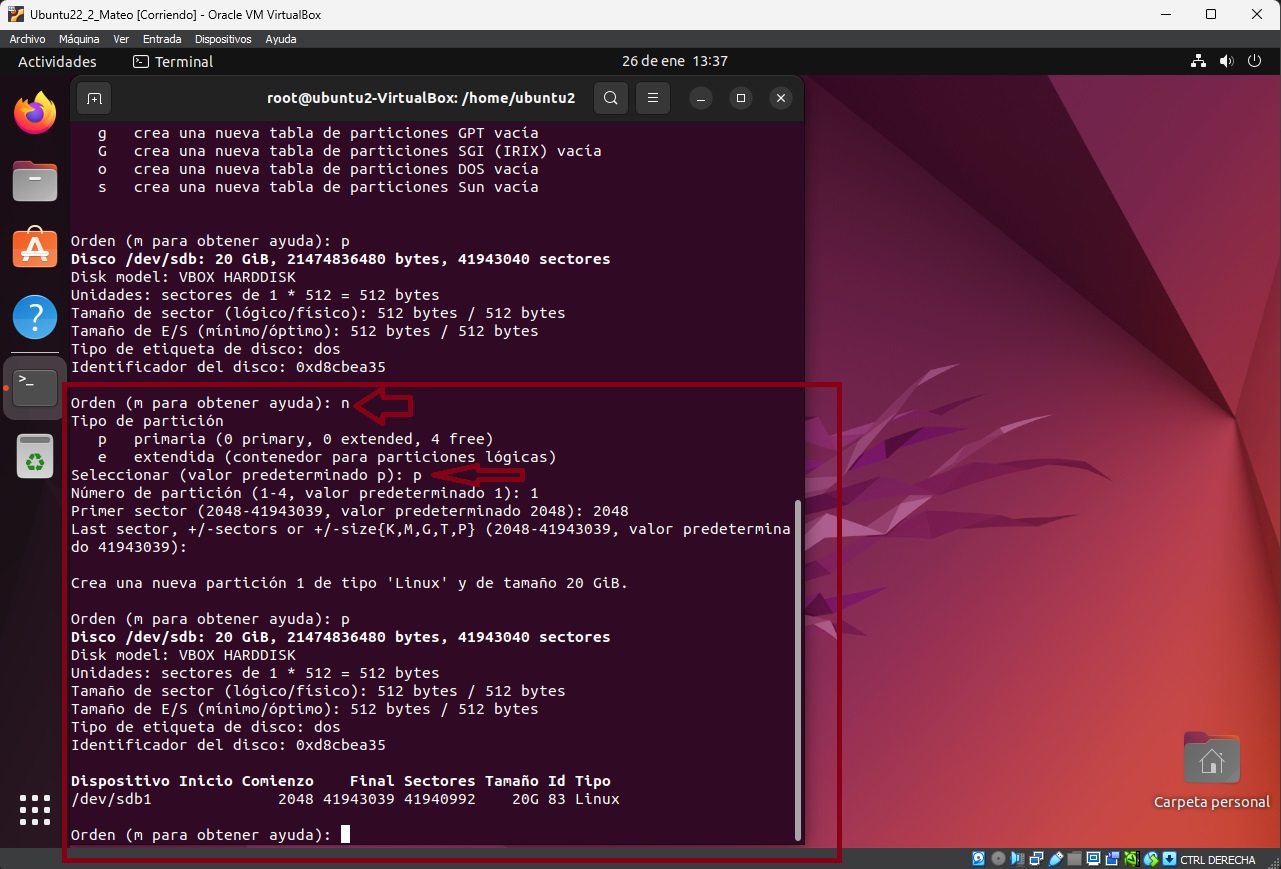 Ubuntu22_2_Mateo [Corriendo] - Oracle VM VirtualBox
Archivo Máquina Ver Entrada Dispositivos Ayuda
Actividades Terminal 26 de ene 13:37
root@ubuntu2-VirtualBox: /home/ubuntu2
g crea una nueva tabla de particiones GPT vacía
G crea una nueva tabla de particiones SGI (IRIX) vacía
o crea una nueva tabla de particiones DOS vacía
s crea una nueva tabla de particiones Sun vacía
Orden (m para obtener ayuda): p
Disco /dev/sdb: 20 GiB, 21474836480 bytes, 41943040 sectores
Disk model: VBOX HARDDISK
Unidades: sectores de 1 * 512 = 512 bytes
Tamaño de sector (lógico/físico): 512 bytes / 512 bytes
Tamaño de E/S (mínimo/óptimo): 512 bytes / 512 bytes
Tipo de etiqueta de disco: dos
Identificador del disco: 0xd8cbea35
Orden (m para obtener ayuda): n
Tipo de partición
p primaria (0 primary, 0 extended, 4 free)
e extendida (contenedor para particiones lógicas)
Seleccionar (valor predeterminado p): p
Número de partición (1-4, valor predeterminado 1): 1
Primer sector (2048-41943039, valor predeterminado 2048): 2048
Last sector, +/-sectors or +/-size{K,M,G,T,P} (2048-41943039, valor predetermina
do 41943039):
Crea una nueva partición 1 de tipo 'Linux' y de tamaño 20 GiB.
Orden (m para obtener ayuda): p
Disco /dev/sdb: 20 GiB, 21474836480 bytes, 41943040 sectores
Disk model: VBOX HARDDISK
Unidades: sectores de 1 * 512 = 512 bytes
Tamaño de sector (lógico/físico): 512 bytes / 512 bytes
Tamaño de E/S (mínimo/óptimo): 512 bytes / 512 bytes
Tipo de etiqueta de disco: dos
Identificador del disco: 0xd8cbea35
Dispositivo Inicio Comienzo Final Sectores Tamaño Id Tipo
/dev/sdb1 2048 41943039 41940992 20G 83 Linux
Orden (m para obtener ayuda):
Carpeta personal
CTRL DERECHA